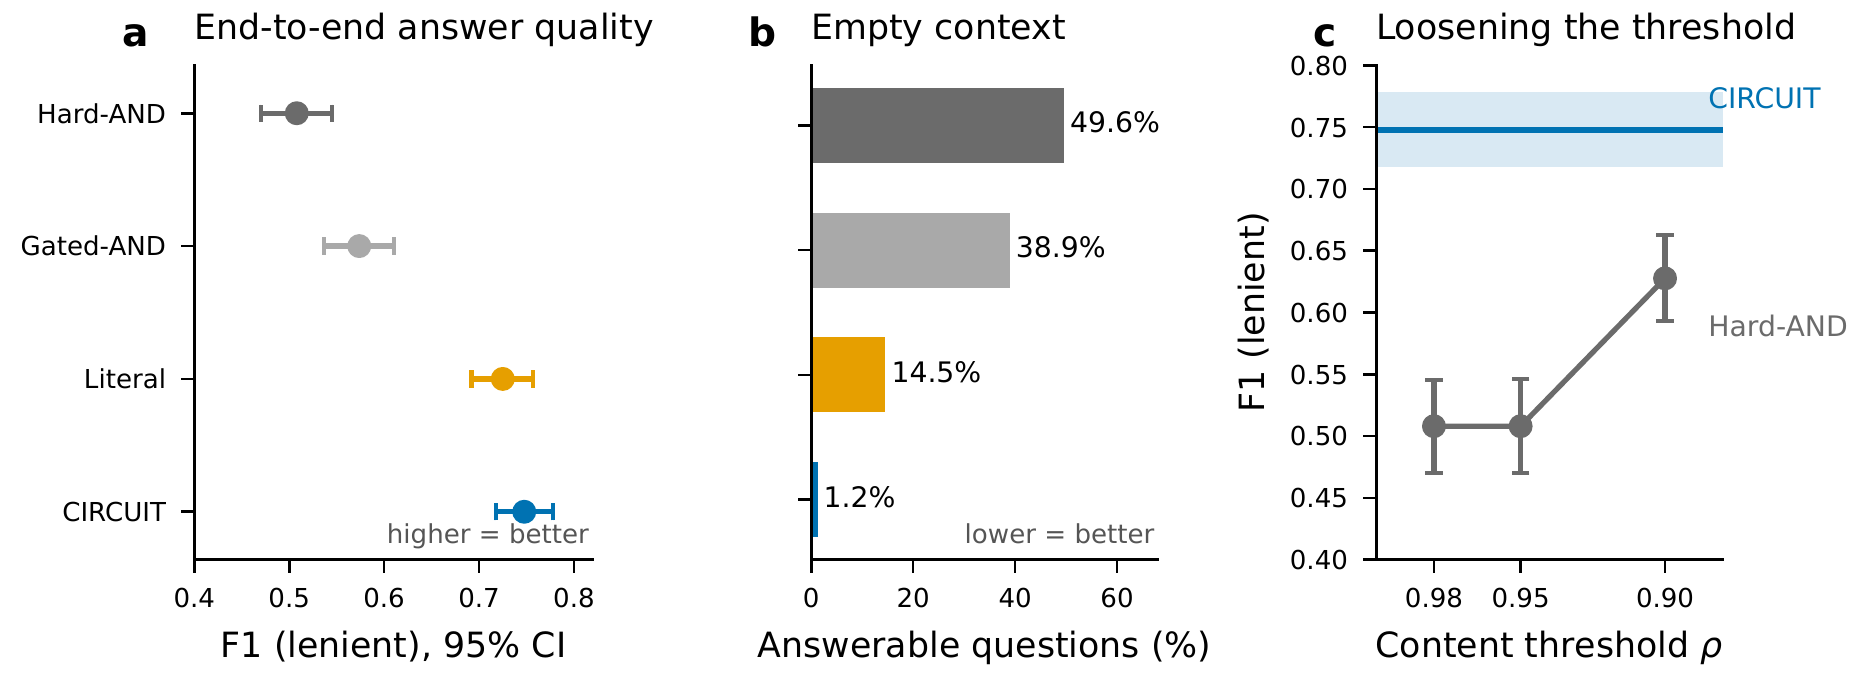 a End-to-end answer quality
Hard-AND
Gated-AND
Literal
CIRCUIT
higher = better
0.4 0.5 0.6 0.7 0.8
F1 (lenient), 95% CI
b Empty context
49.6%
38.9%
14.5%
1.2%
lower = better
0 20 40 60
Answerable questions (%)
c Loosening the threshold
0.80
0.75
0.70
0.65
0.60
0.55
0.50
0.45
0.40
F1 (lenient)
CIRCUIT
Hard-AND
0.98 0.95 0.90
Content threshold ρ